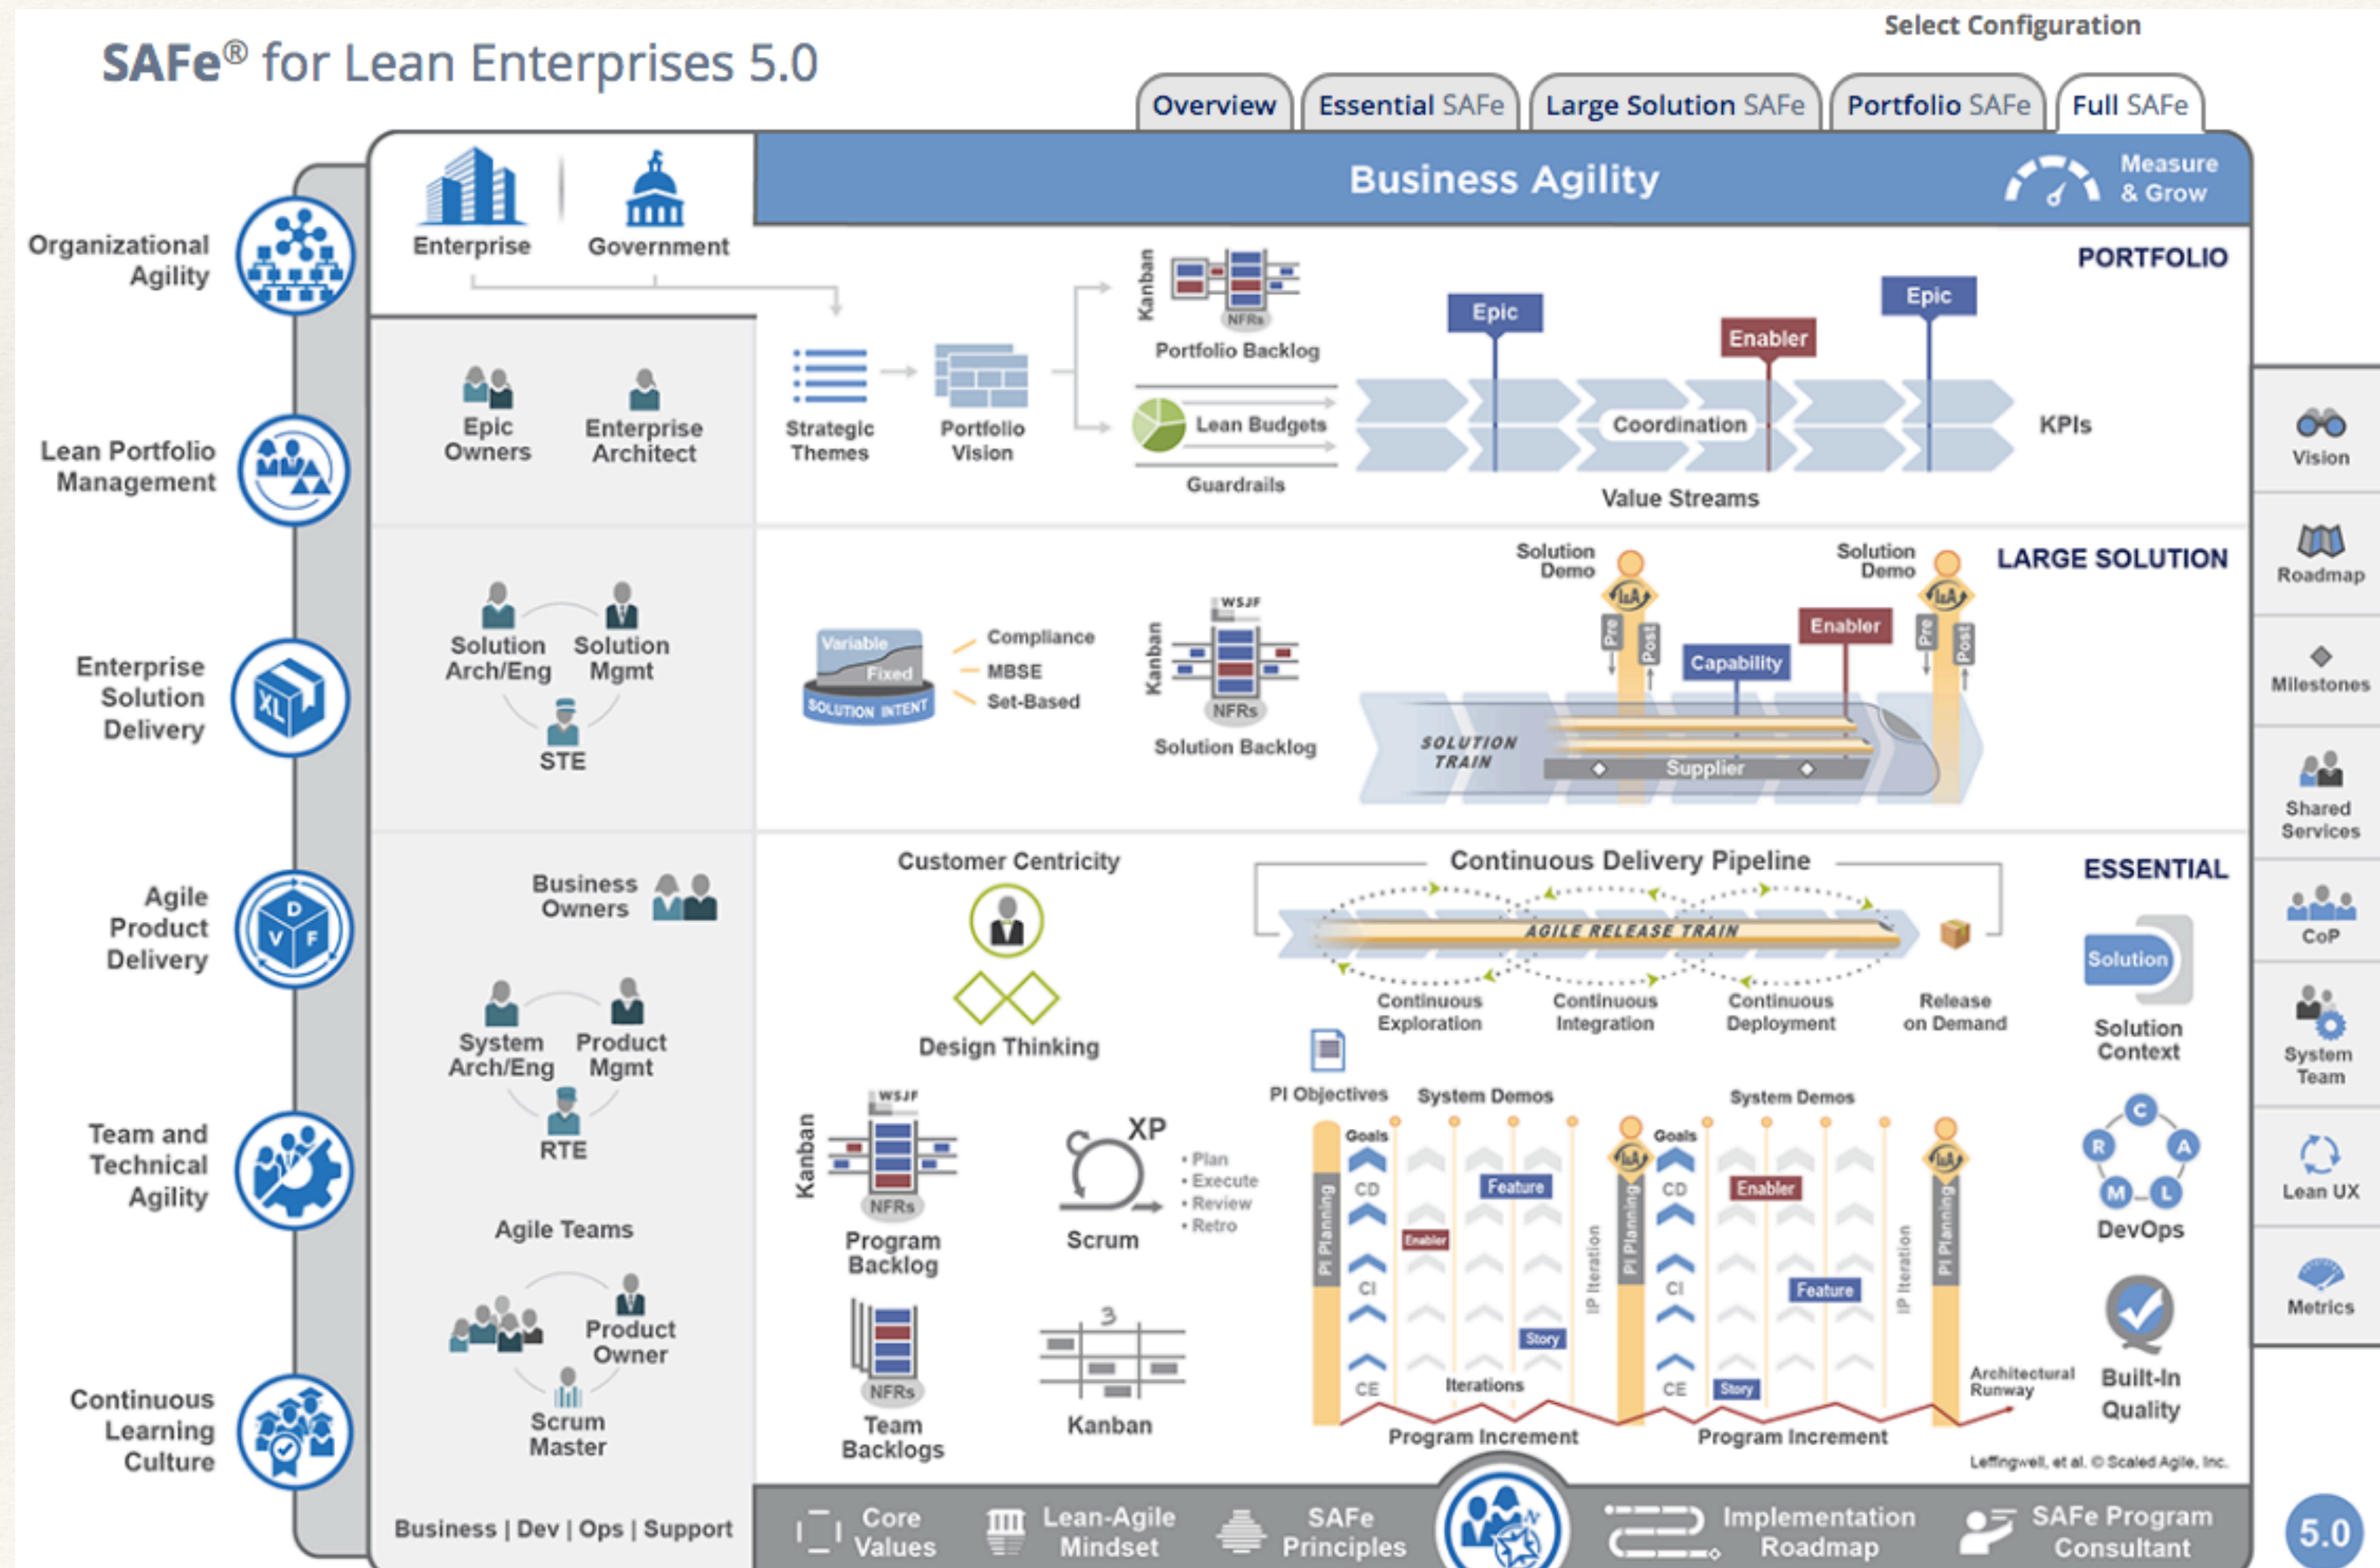 Select Configuration
SAFe® for Lean Enterprises 5.0
Overview
Essential SAFe
Large Solution SAFe
Portfolio SAFe
Full SAFe
Organizational
Agility
Lean Portfolio
Management
Enterprise
Solution
Delivery
XL
Agile
Product
Delivery
D
V F
Team and
Technical
Agility
Continuous
Learning
Culture
Enterprise
Government
Business Agility
Measure
& Grow
PORTFOLIO
Epic
Owners
Enterprise
Architect
Strategic
Themes
Portfolio
Vision
Kanban
NFRs
Portfolio Backlog
Lean Budgets
Guardrails
Epic
Enabler
Epic
Coordination
KPIs
Value Streams
LARGE SOLUTION
Solution
Arch/Eng
Solution
Mgmt
STE
Variable
Fixed
SOLUTION INTENT
Compliance
MBSE
Set-Based
Kanban
WSJF
NFRs
Solution Backlog
Solution
Demo
I&A
Pre
Post
Capability
Enabler
Solution
Demo
I&A
Pre
Post
SOLUTION
TRAIN
Supplier
ESSENTIAL
Business
Owners
System
Arch/Eng
Product
Mgmt
RTE
Agile Teams
Product
Owner
Scrum
Master
Business | Dev | Ops | Support
Customer Centricity
Design Thinking
Kanban
WSJF
NFRs
Program
Backlog
XP
Scrum
• Plan
• Execute
• Review
• Retro
NFRs
Team
Backlogs
3
Kanban
Continuous Delivery Pipeline
AGILE RELEASE TRAIN
Continuous
Exploration
Continuous
Integration
Continuous
Deployment
Release
on Demand
PI Objectives
System Demos
System Demos
PI Planning
Goals
CD
CI
CE
Enabler
Feature
Story
Iterations
IP Iteration
I&A
PI Planning
Goals
CD
CI
CE
Enabler
Feature
Story
IP Iteration
I&A
PI Planning
Architectural
Runway
Program Increment
Program Increment
Solution
Solution
Context
C
R
A
M
L
DevOps
Built-In
Quality
Leffingwell, et al. © Scaled Agile, Inc.
Vision
Roadmap
Milestones
Shared
Services
CoP
System
Team
Lean UX
Metrics
Core
Values
Lean-Agile
Mindset
SAFe
Principles
N
Implementation
Roadmap
SAFe Program
Consultant
5.0